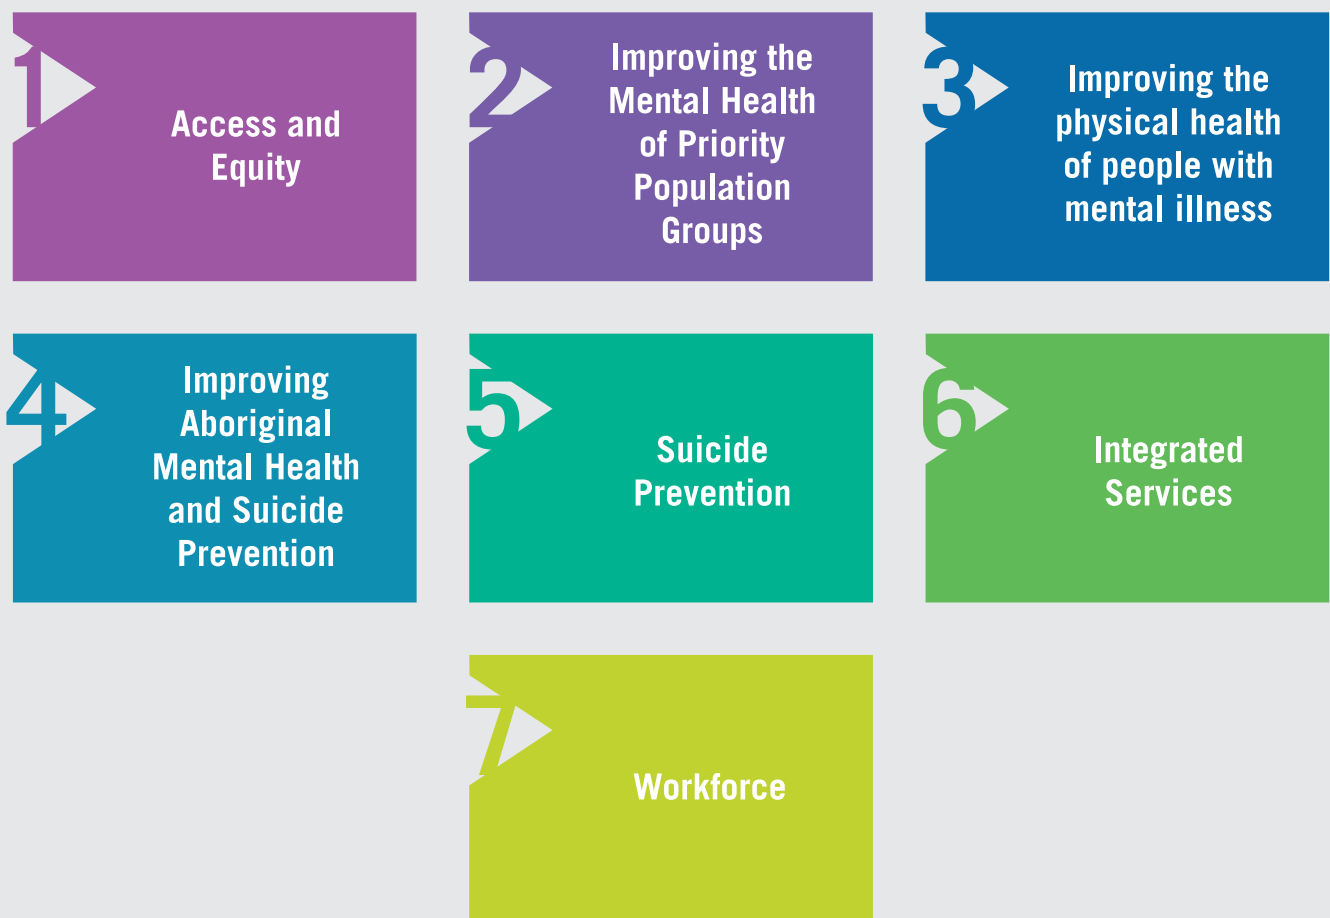 1
Access and
Equity
2
Improving the
Mental Health
of Priority
Population
Groups
3
Improving the
physical health
of people with
mental illness
4
Improving
Aboriginal
Mental Health
and Suicide
Prevention
5
Suicide
Prevention
6
Integrated
Services
7
Workforce